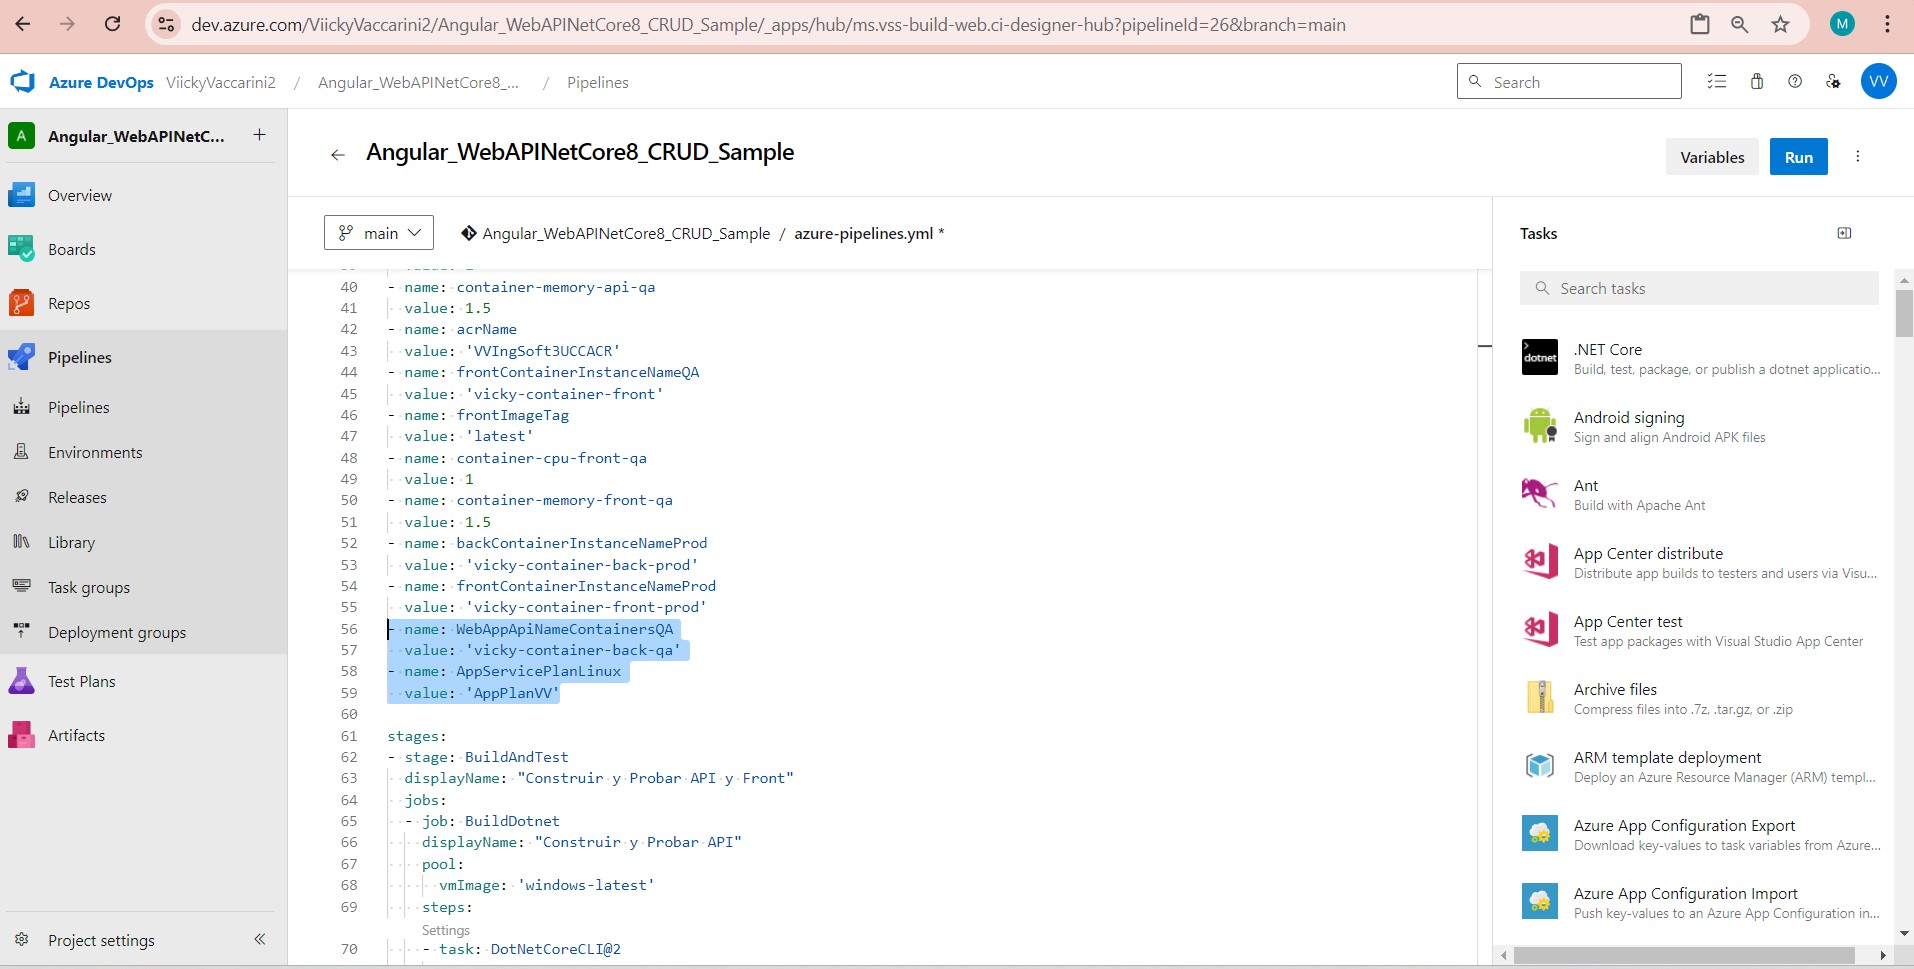 dev.azure.com/ViickyVaccarini2/Angular_WebAPINetCore8_CRUD_Sample/_apps/hub/ms.vss-build-web.ci-designer-hub?pipelineId=26&branch=main
M
Azure DevOps ViickyVaccarini2 / Angular_WebAPINetCore8_... / Pipelines
Search
VV
A Angular_WebAPINetC... +
Overview
Boards
Repos
Pipelines
Pipelines
Environments
Releases
Library
Task groups
Deployment groups
Test Plans
Artifacts
Project settings
Angular_WebAPINetCore8_CRUD_Sample
Variables
Run
main
Angular_WebAPINetCore8_CRUD_Sample / azure-pipelines.yml *
40 - name: container-memory-api-qa
41 value: 1.5
42 - name: acrName
43 value: 'VVIngSoft3UCCACR'
44 - name: frontContainerInstanceNameQA
45 value: 'vicky-container-front'
46 - name: frontImageTag
47 value: 'latest'
48 - name: container-cpu-front-qa
49 value: 1
50 - name: container-memory-front-qa
51 value: 1.5
52 - name: backContainerInstanceNameProd
53 value: 'vicky-container-back-prod'
54 - name: frontContainerInstanceNameProd
55 value: 'vicky-container-front-prod'
56 - name: WebAppApiNameContainersQA
57 value: 'vicky-container-back-qa'
58 - name: AppServicePlanLinux
59 value: 'AppPlanVV'
60
61 stages:
62 - stage: BuildAndTest
63 displayName: "Construir y Probar API y Front"
64 jobs:
65 - job: BuildDotnet
66 displayName: "Construir y Probar API"
67 pool:
68 vmImage: 'windows-latest'
69 steps:
Settings
70 - task: DotNetCoreCLI@2
Tasks
Search tasks
dotnet
.NET Core
Build, test, package, or publish a dotnet applicatio...
Android signing
Sign and align Android APK files
Ant
Build with Apache Ant
App Center distribute
Distribute app builds to testers and users via Visu...
App Center test
Test app packages with Visual Studio App Center
Archive files
Compress files into .7z, .tar.gz, or .zip
ARM template deployment
Deploy an Azure Resource Manager (ARM) templ...
Azure App Configuration Export
Download key-values to task variables from Azure...
Azure App Configuration Import
Push key-values to an Azure App Configuration in...